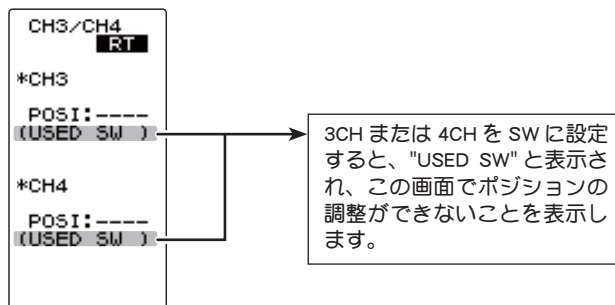 CH3/CH4
RT
*CH3
POSI:----
(USED SW )
*CH4
POSI:----
(USED SW )
3CH または 4CH を SW に設定
すると、"USED SW" と表示さ
れ、この画面でポジションの
調整ができないことを表示し
ます。